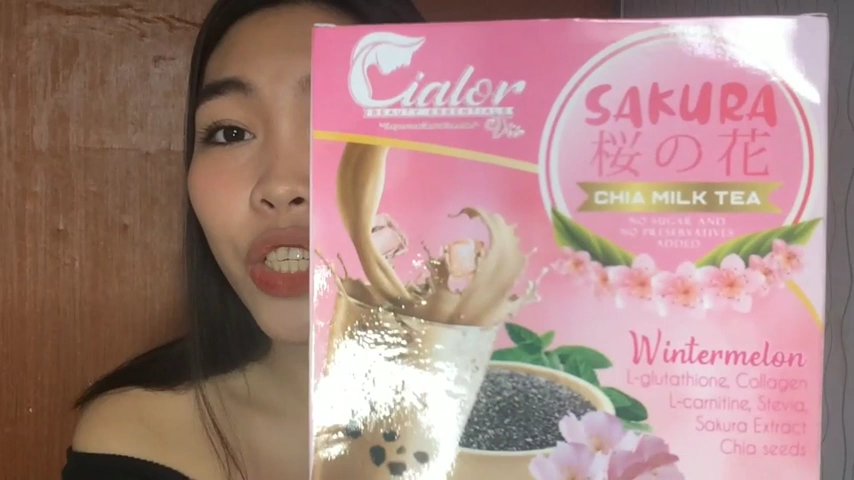 Cialor
BEAUTY ESSENTIALS
SAKURA
桜の花
CHIA MILK TEA
NO SUGAR AND
NO PRESERVATIVES
ADDED
Wintermelon
L-glutathione, Collagen
L-carnitine, Stevia,
Sakura Extract
Chia seeds